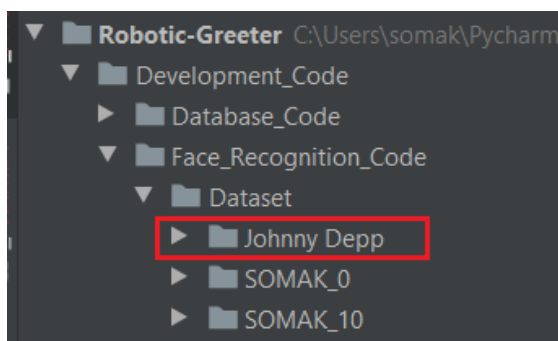 Robotic-Greeter C:\Users\somak\Pycharm
Development_Code
Database_Code
Face_Recognition_Code
Dataset
Johnny Depp
SOMAK_0
SOMAK_10